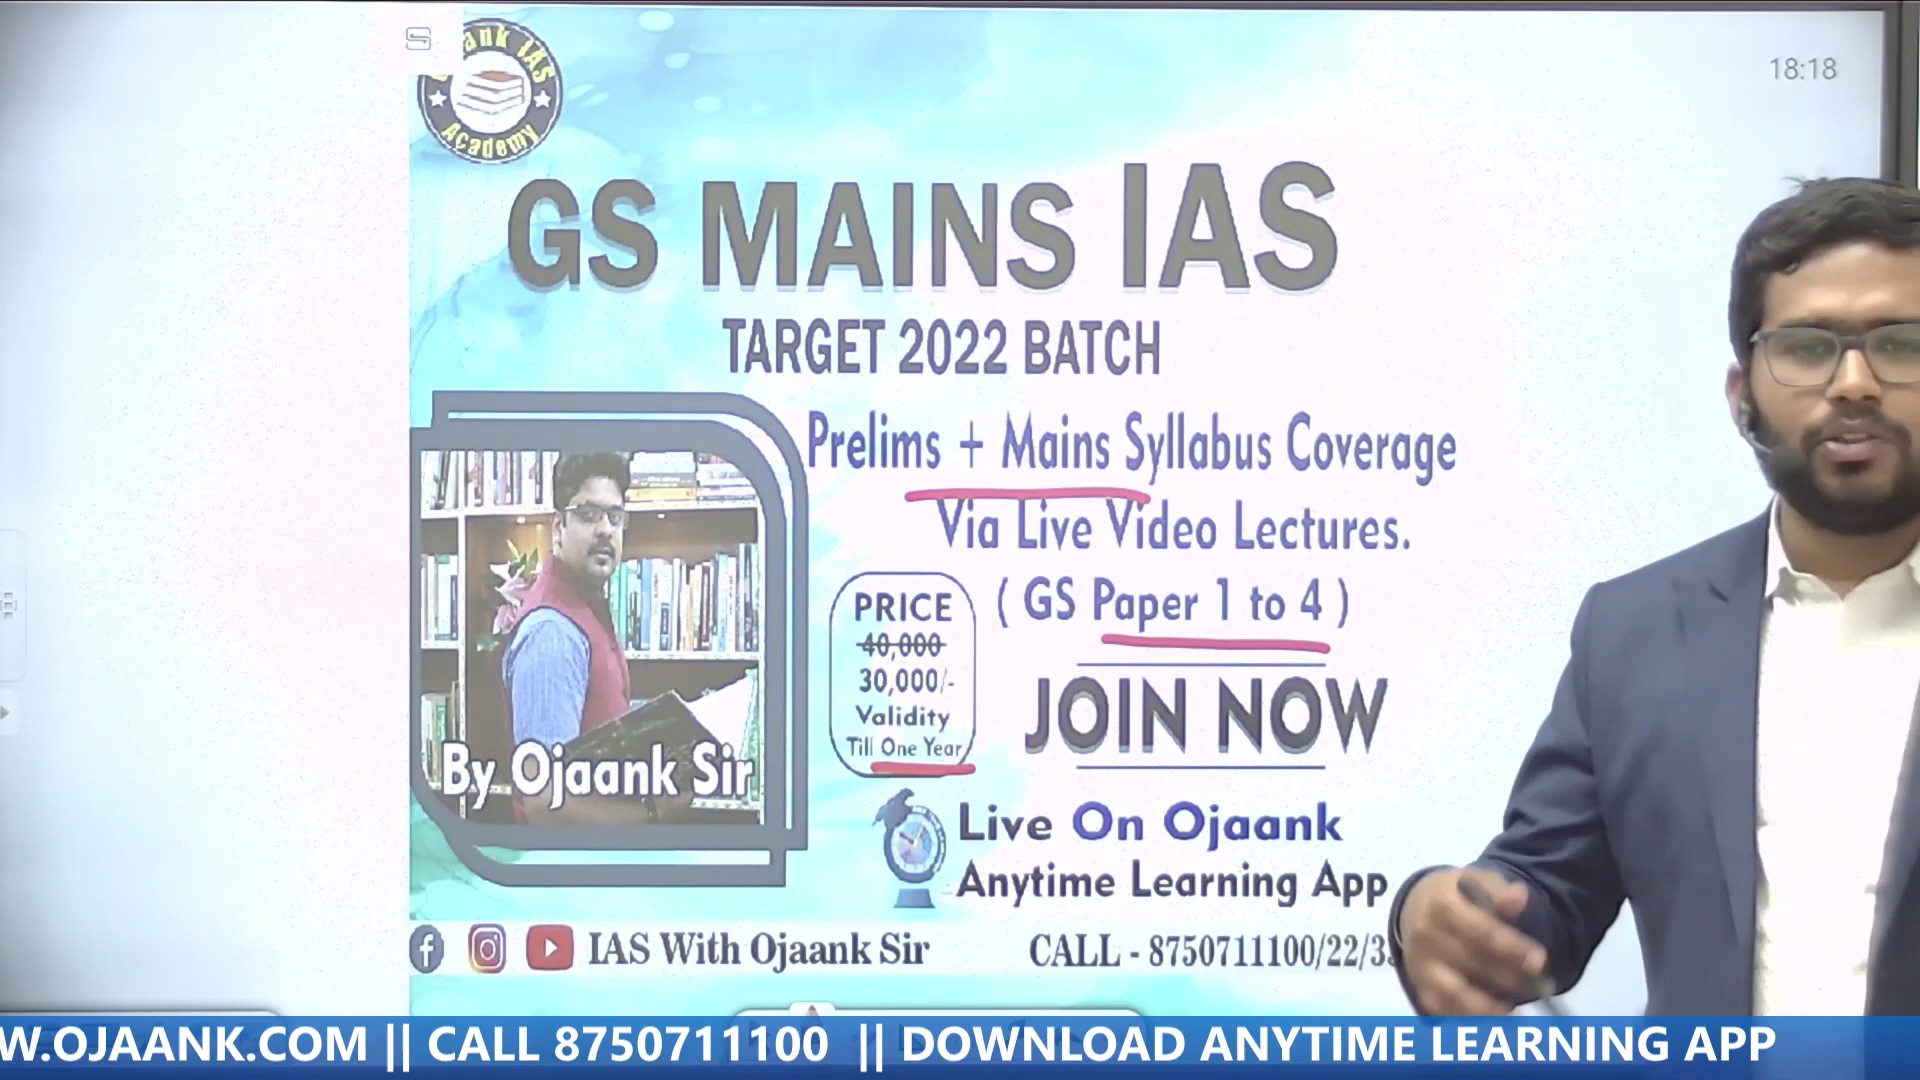 ank IAS
Academy
18:18
GS MAINS IAS
TARGET 2022 BATCH
Prelims + Mains Syllabus Coverage
Via Live Video Lectures.
( GS Paper 1 to 4 )
PRICE
40,000
30,000/-
Validity
Till One Year
JOIN NOW
By Ojaank Sir
Live On Ojaank
Anytime Learning App
IAS With Ojaank Sir
CALL - 8750711100/22/3
W.OJAANK.COM || CALL 8750711100 || DOWNLOAD ANYTIME LEARNING APP